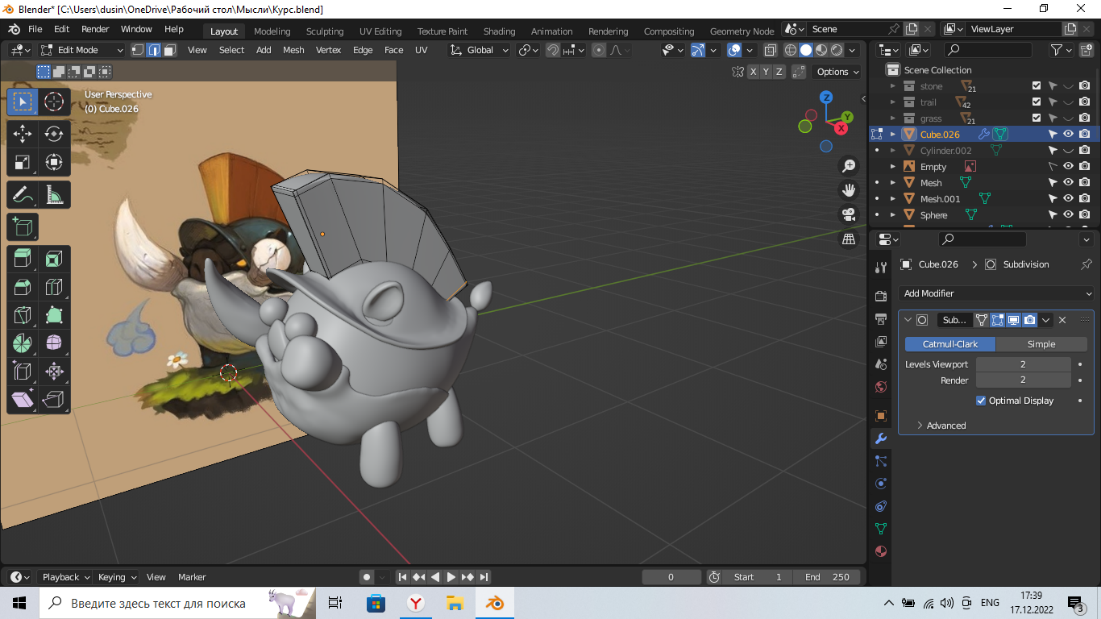 Blender* [C:\Users\dusin\OneDrive\Рабочий стол\Мысли\Курс.blend]
File Edit Render Window Help Layout Modeling Sculpting UV Editing Texture Paint Shading Animation Rendering Compositing Geometry Node Scene ViewLayer
Edit Mode View Select Add Mesh Vertex Edge Face UV Global
X Y Z Options
User Perspective
(0) Cube.026
Z
Y
X
Scene Collection
stone 21
trail 42
grass 21
Cube.026
Cylinder.002
Empty
Mesh
Mesh.001
Sphere
Cube.026 > Subdivision
Add Modifier
Sub...
Catmull-Clark Simple
Levels Viewport 2
Render 2
Optimal Display
Advanced
Playback Keying View Marker 0 Start 1 End 250
Введите здесь текст для поиска
ENG
17:39
17.12.2022
3